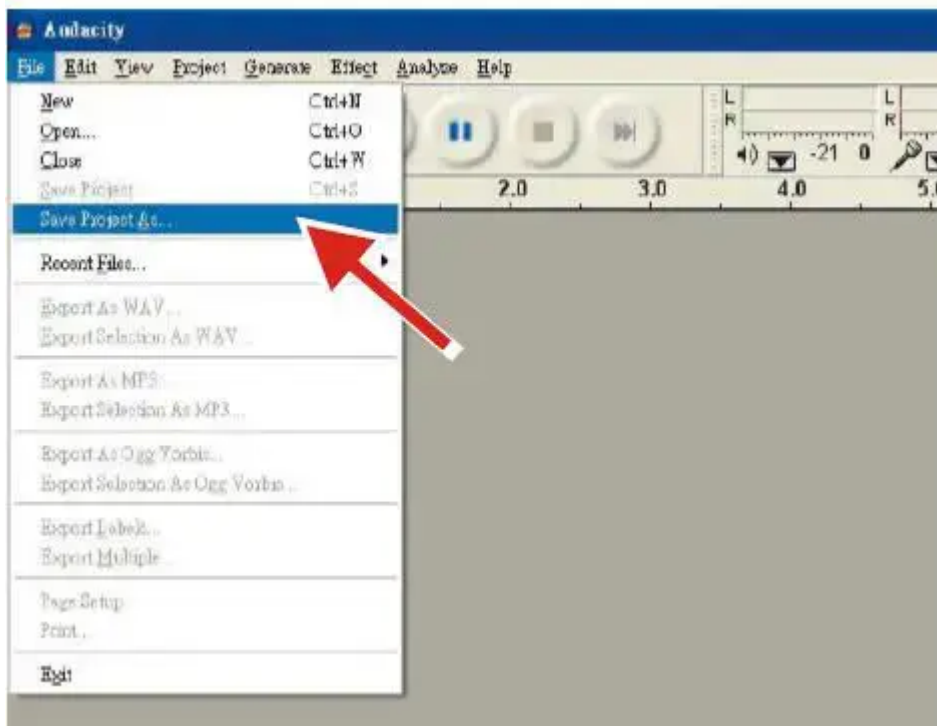 Audacity
File Edit View Project Generate Effect Analyze Help
New Ctrl+N
Open... Ctrl+O
Close Ctrl+W
Save Project Ctrl+S
Save Project As...
Recent Files...
Export As WAV...
Export Selection As WAV...
Export As MP3...
Export Selection As MP3...
Export As Ogg Vorbis...
Export Selection As Ogg Vorbis...
Export Labels...
Export Multiple...
Page Setup
Print...
Exit
L
R
-21 0
L
R
2.0 3.0 4.0 5.0